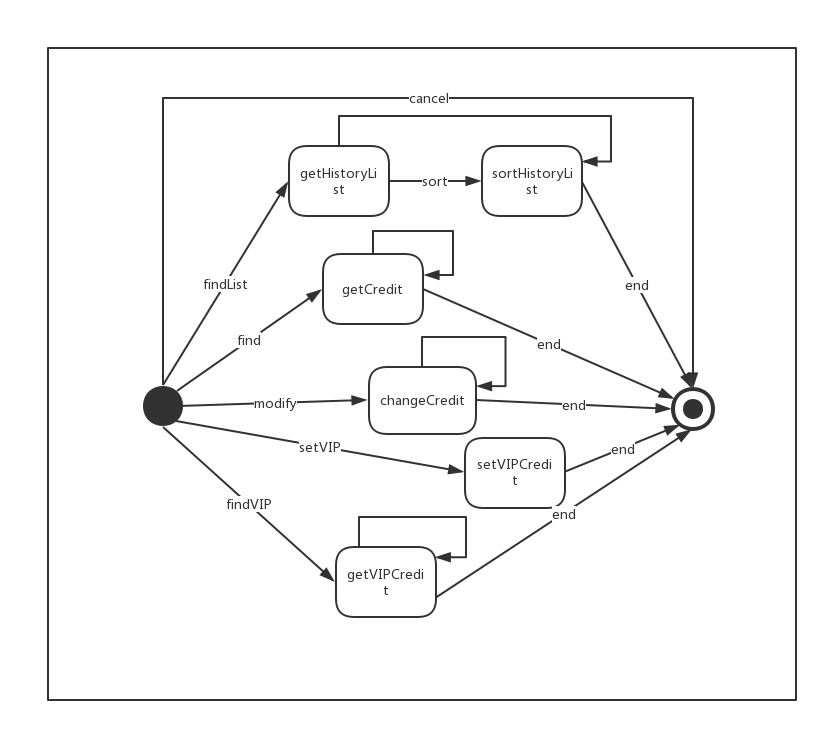 cancel
getHistoryLi
st
sort
sortHistoryLi
st
findList
end
getCredit
find
end
modify
changeCredit
end
setVIP
setVIPCredi
t
end
findVIP
end
getVIPCredi
t